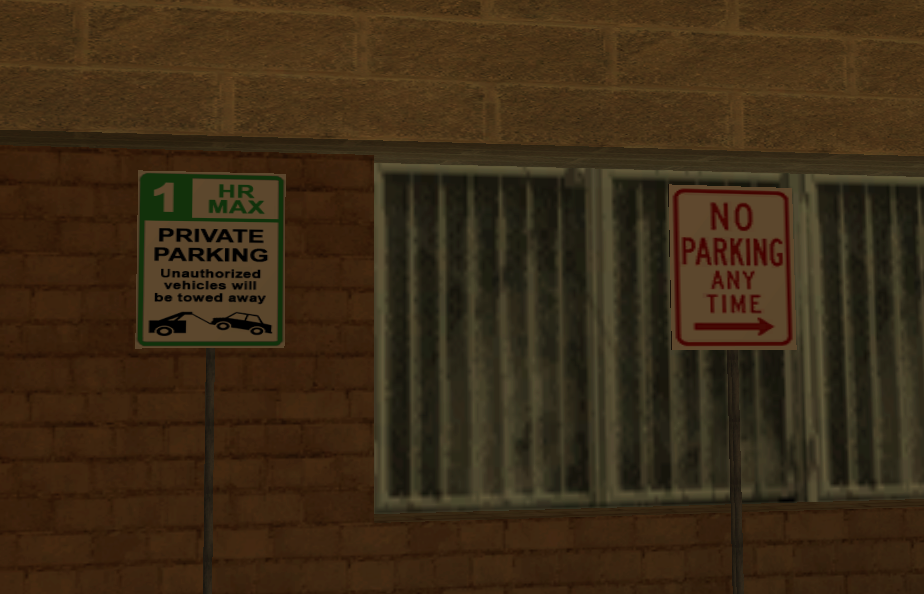 1 HR
MAX
PRIVATE
PARKING
Unauthorized
vehicles will
be towed away
NO
PARKING
ANY
TIME